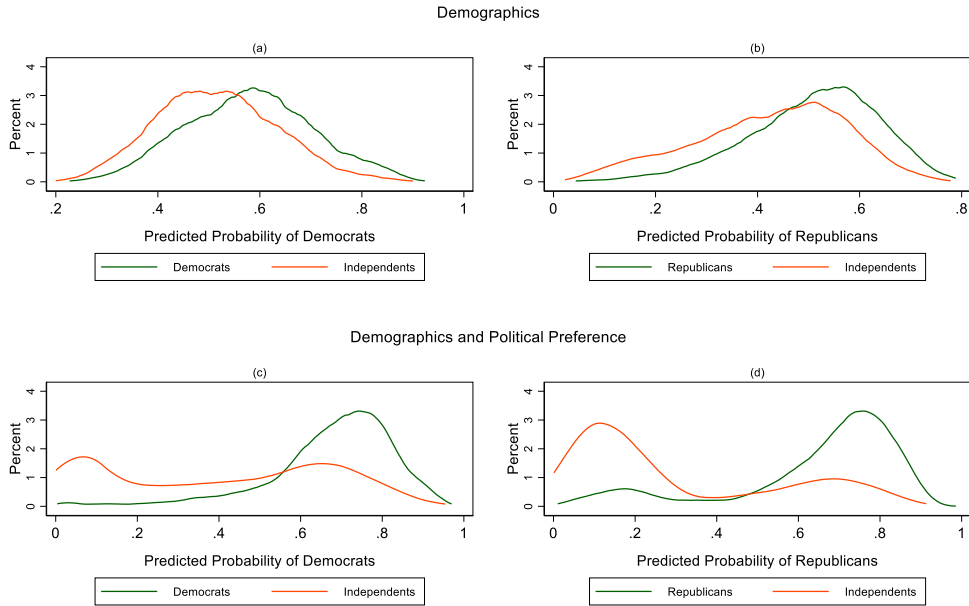 Demographics
(a)
(b)
Percent
0 1 2 3 4
.2 .4 .6 .8 1
Predicted Probability of Democrats
Democrats Independents
Percent
0 1 2 3 4
0 .2 .4 .6 .8
Predicted Probability of Republicans
Republicans Independents
Demographics and Political Preference
(c)
(d)
Percent
0 1 2 3 4
0 .2 .4 .6 .8 1
Predicted Probability of Democrats
Democrats Independents
Percent
0 1 2 3 4
0 .2 .4 .6 .8 1
Predicted Probability of Republicans
Republicans Independents